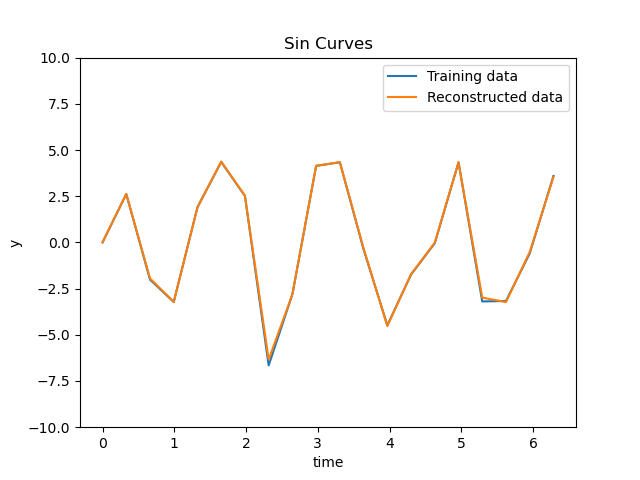 Sin Curves
Training data
Reconstructed data
10.0
7.5
5.0
2.5
0.0
−2.5
−5.0
−7.5
−10.0
y
0 1 2 3 4 5 6
time